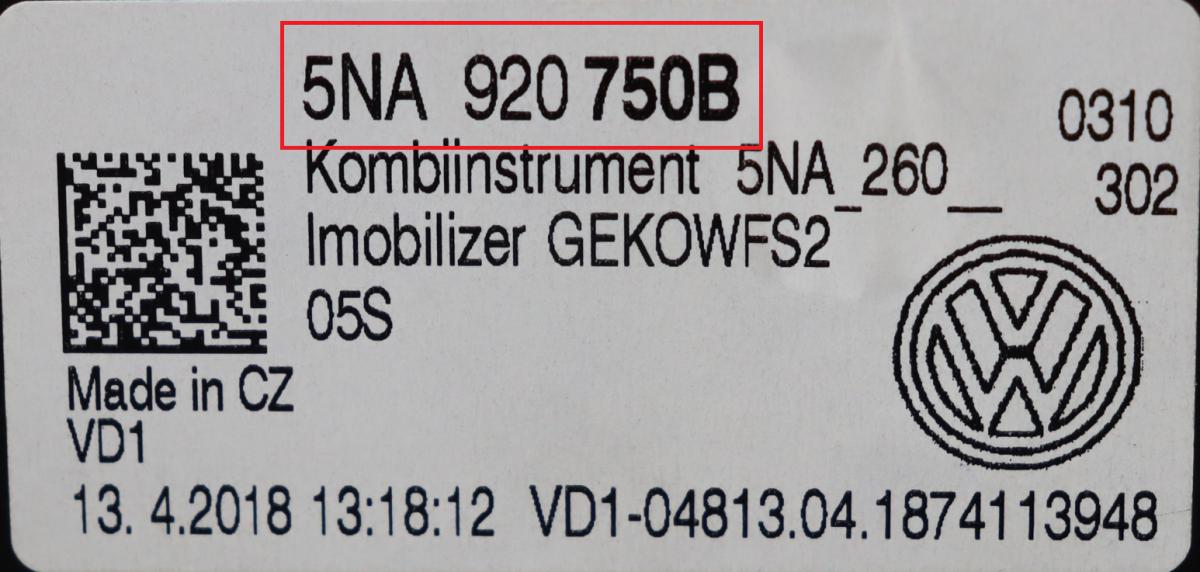 5NA 920 750B
0310
Kombiinstrument 5NA_260__
302
Imobilizer GEKOWFS2
05S
Made in CZ
VD1
13. 4.2018 13:18:12 VD1-04813.04.1874113948